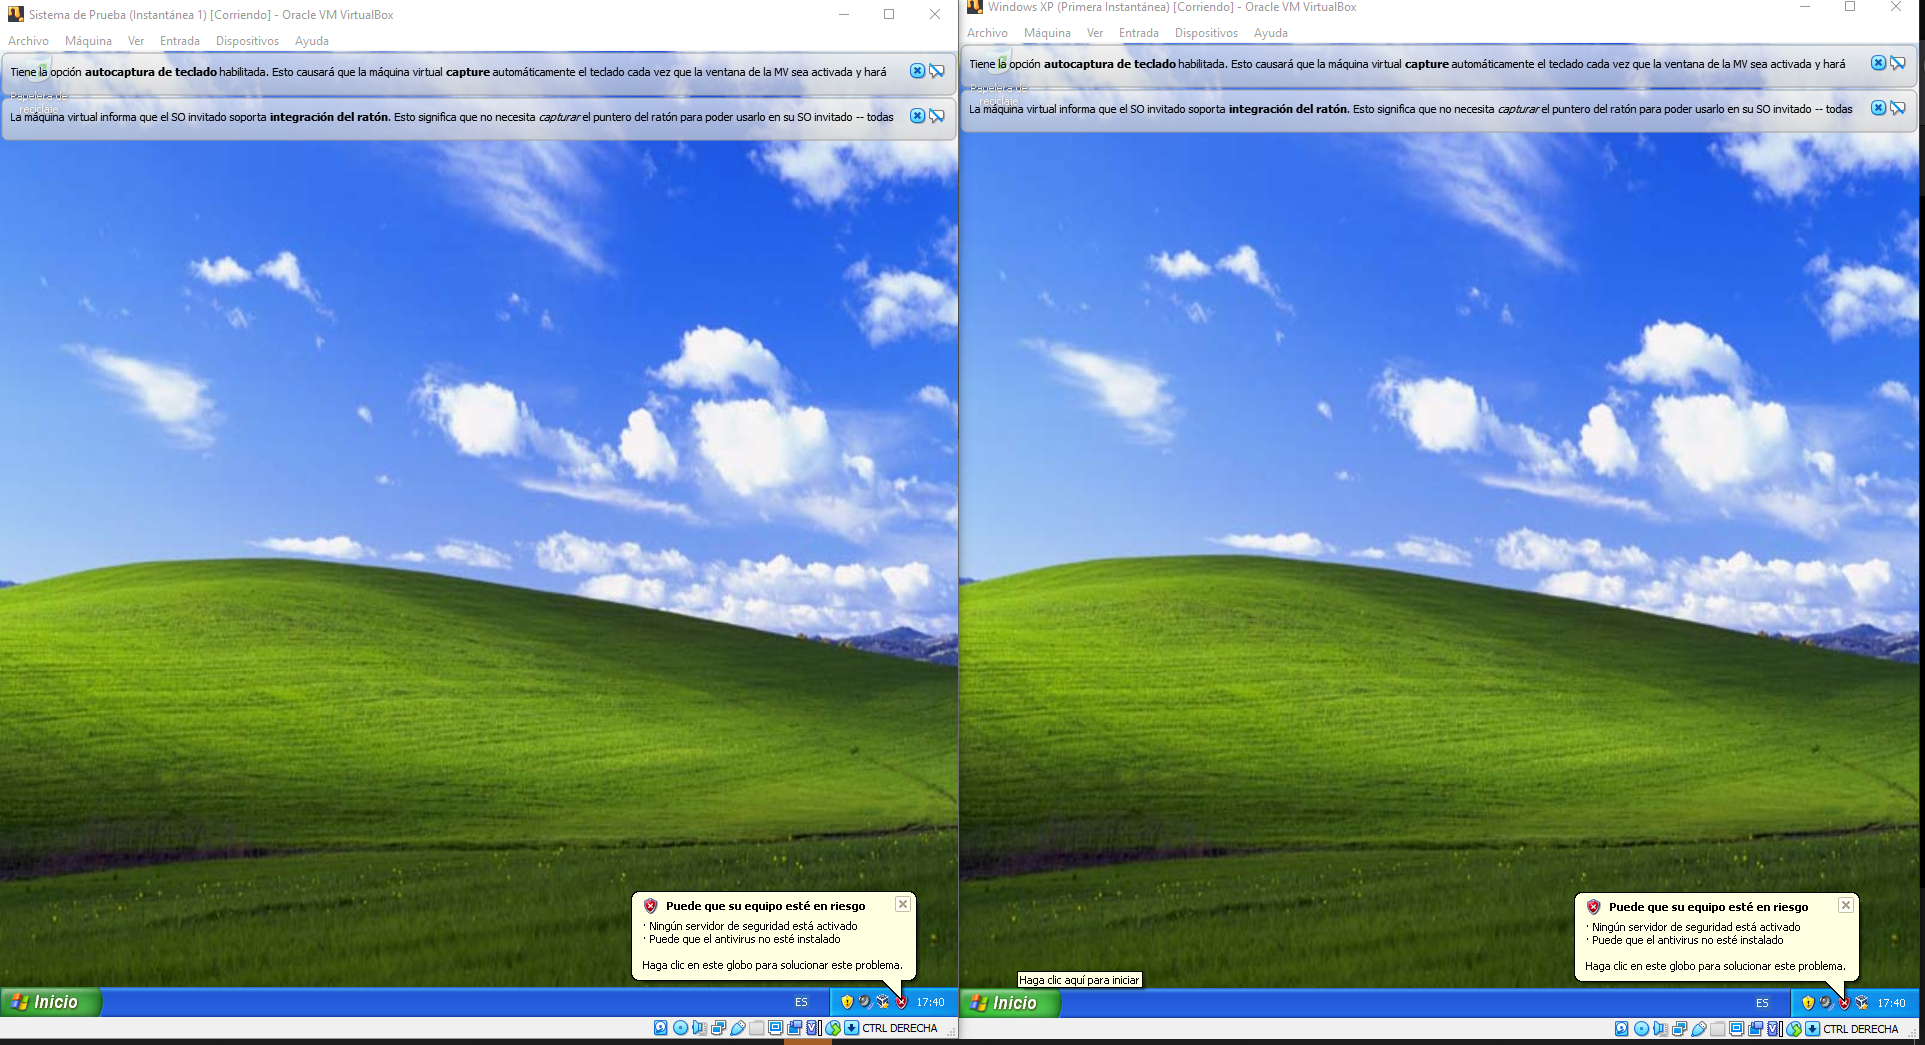 Sistema de Prueba (Instantánea 1) [Corriendo] - Oracle VM VirtualBox
Archivo Máquina Ver Entrada Dispositivos Ayuda
Tiene la opción autocaptura de teclado habilitada. Esto causará que la máquina virtual capture automáticamente el teclado cada vez que la ventana de la MV sea activada y hará
Papelera de
reciclaje
La máquina virtual informa que el SO invitado soporta integración del ratón. Esto significa que no necesita capturar el puntero del ratón para poder usarlo en su SO invitado -- todas
Puede que su equipo esté en riesgo
· Ningún servidor de seguridad está activado
· Puede que el antivirus no esté instalado
Haga clic en este globo para solucionar este problema.
Inicio
ES
17:40
CTRL DERECHA
Windows XP (Primera Instantánea) [Corriendo] - Oracle VM VirtualBox
Archivo Máquina Ver Entrada Dispositivos Ayuda
Tiene la opción autocaptura de teclado habilitada. Esto causará que la máquina virtual capture automáticamente el teclado cada vez que la ventana de la MV sea activada y hará
Papelera de
reciclaje
La máquina virtual informa que el SO invitado soporta integración del ratón. Esto significa que no necesita capturar el puntero del ratón para poder usarlo en su SO invitado -- todas
Puede que su equipo esté en riesgo
· Ningún servidor de seguridad está activado
· Puede que el antivirus no esté instalado
Haga clic en este globo para solucionar este problema.
Haga clic aquí para iniciar
Inicio
ES
17:40
CTRL DERECHA